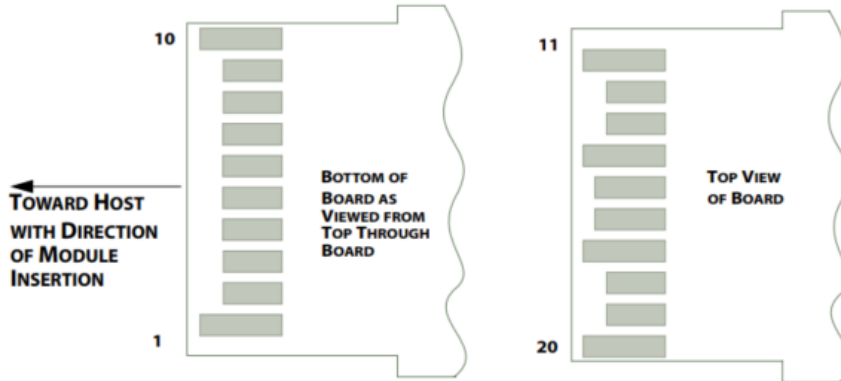 10
1
TOWARD HOST
WITH DIRECTION
OF MODULE
INSERTION
BOTTOM OF
BOARD AS
VIEWED FROM
TOP THROUGH
BOARD
11
20
TOP VIEW
OF BOARD